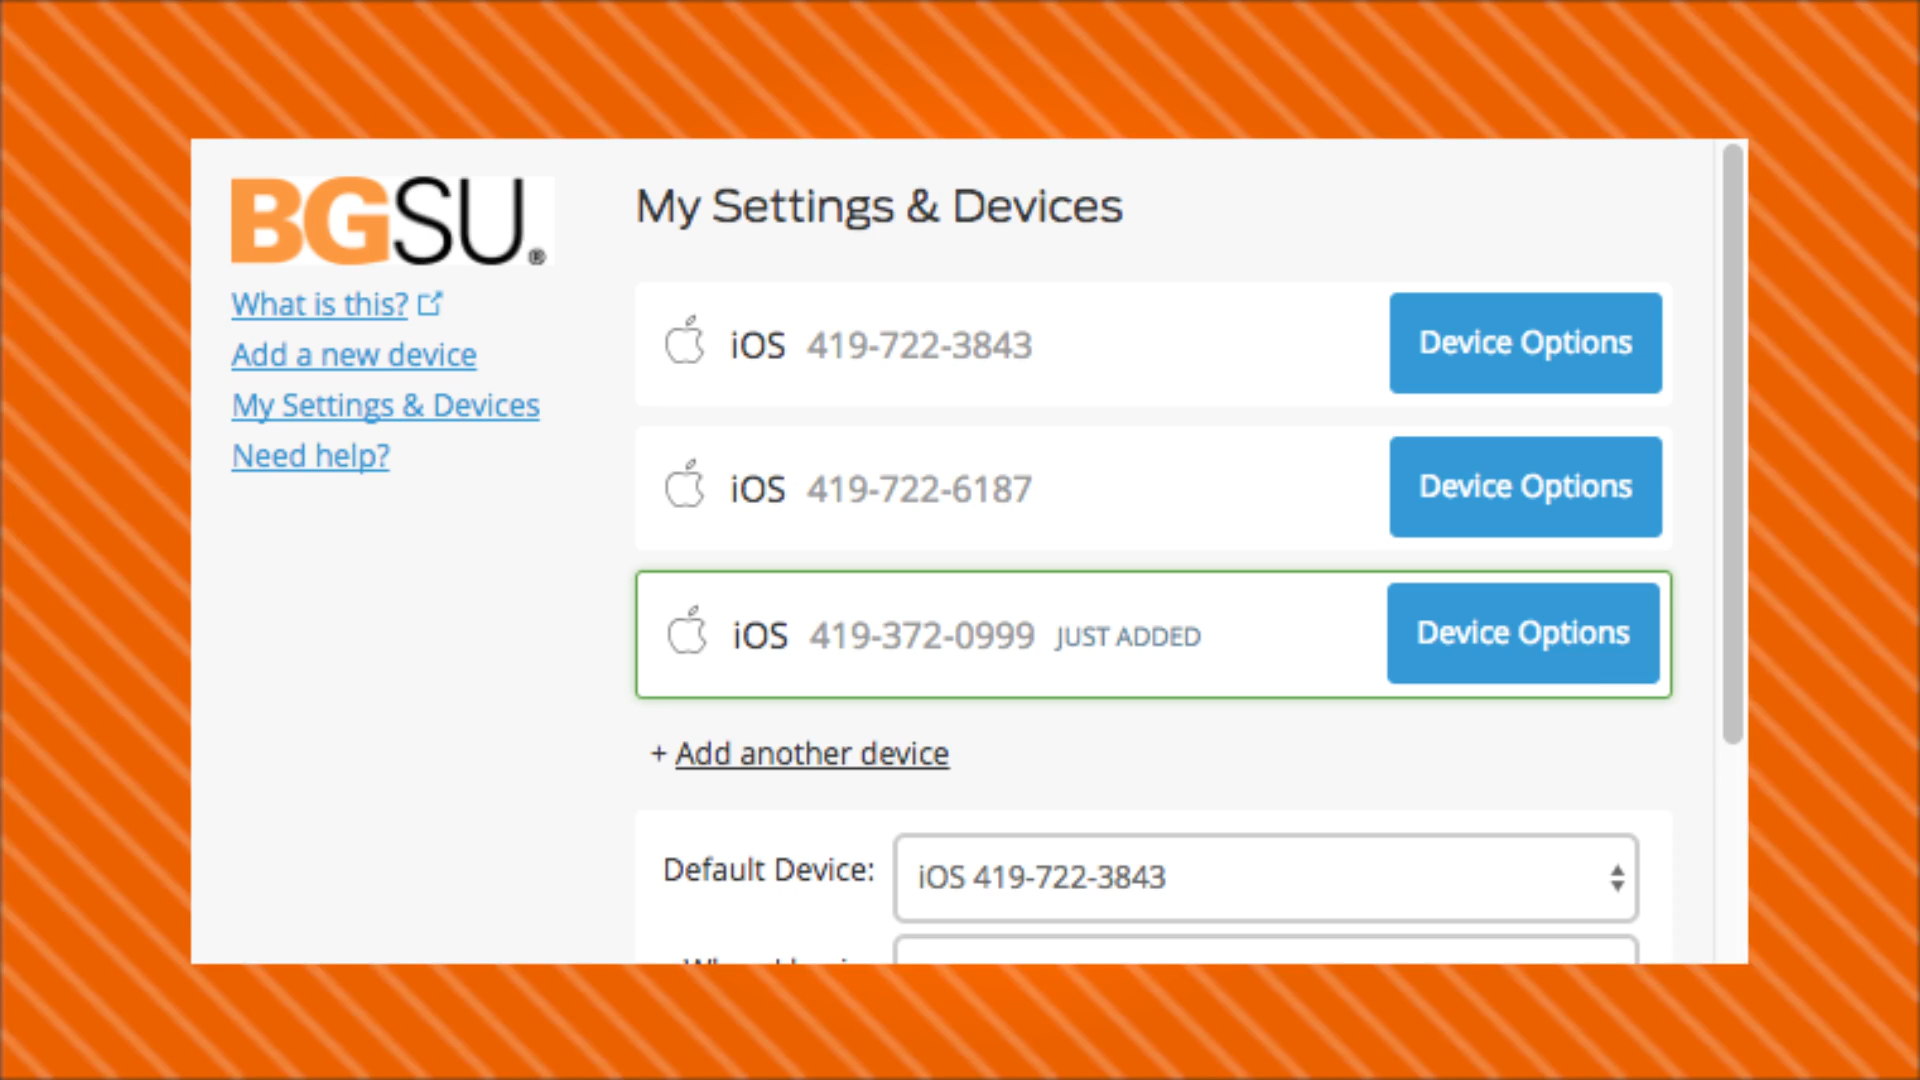 BGSU®
What is this?
Add a new device
My Settings & Devices
Need help?
My Settings & Devices
iOS 419-722-3843 Device Options
iOS 419-722-6187 Device Options
iOS 419-372-0999 JUST ADDED Device Options
+ Add another device
Default Device: iOS 419-722-3843